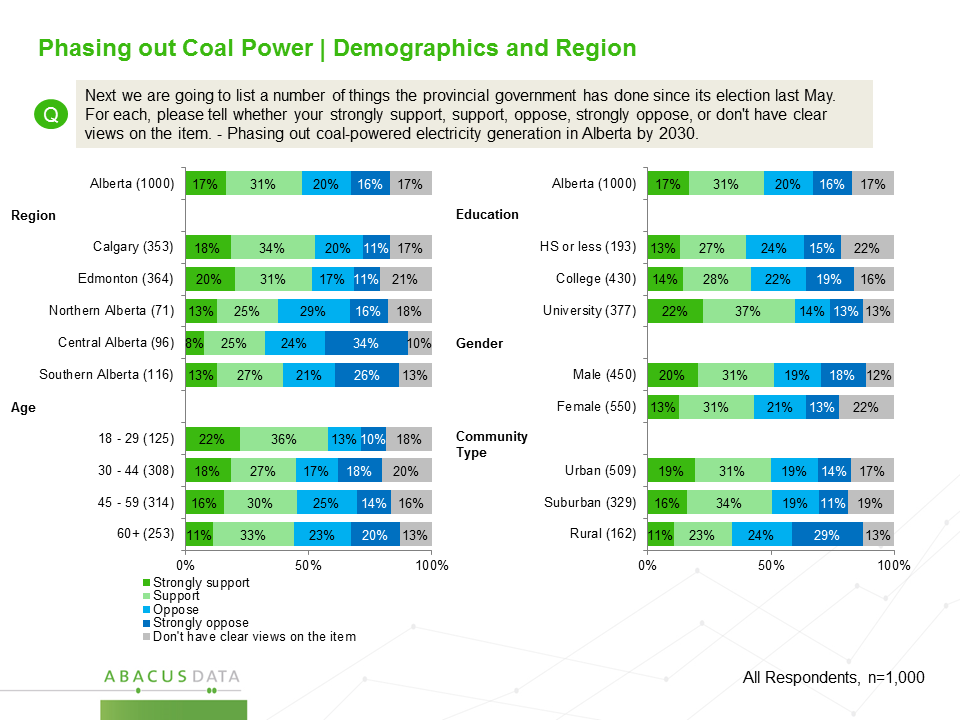 Phasing out Coal Power | Demographics and Region
Q
Next we are going to list a number of things the provincial government has done since its election last May.
For each, please tell whether your strongly support, support, oppose, strongly oppose, or don't have clear
views on the item. - Phasing out coal-powered electricity generation in Alberta by 2030.
Alberta (1000) 17% 31% 20% 16% 17%
Region
Calgary (353) 18% 34% 20% 11% 17%
Edmonton (364) 20% 31% 17% 11% 21%
Northern Alberta (71) 13% 25% 29% 16% 18%
Central Alberta (96) 8% 25% 24% 34% 10%
Southern Alberta (116) 13% 27% 21% 26% 13%
Age
18 - 29 (125) 22% 36% 13% 10% 18%
30 - 44 (308) 18% 27% 17% 18% 20%
45 - 59 (314) 16% 30% 25% 14% 16%
60+ (253) 11% 33% 23% 20% 13%
0% 50% 100%
Strongly support
Support
Oppose
Strongly oppose
Don't have clear views on the item
Alberta (1000) 17% 31% 20% 16% 17%
Education
HS or less (193) 13% 27% 24% 15% 22%
College (430) 14% 28% 22% 19% 16%
University (377) 22% 37% 14% 13% 13%
Gender
Male (450) 20% 31% 19% 18% 12%
Female (550) 13% 31% 21% 13% 22%
Community
Type
Urban (509) 19% 31% 19% 14% 17%
Suburban (329) 16% 34% 19% 11% 19%
Rural (162) 11% 23% 24% 29% 13%
0% 50% 100%
ABACUS DATA
All Respondents, n=1,000